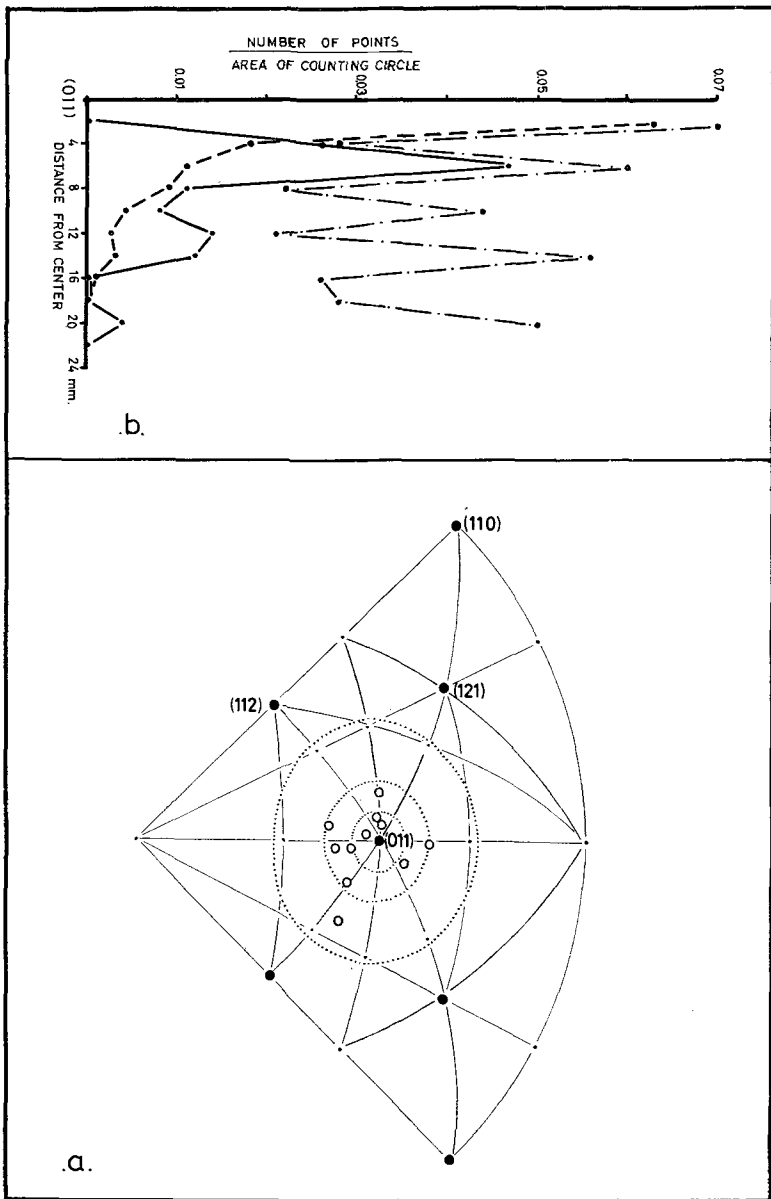 NUMBER OF POINTS
AREA OF COUNTING CIRCLE
0.01
0.03
0.05
0.07
(011)
4
8
12
16
20
24 mm.
DISTANCE FROM CENTER
.b.
(110)
(121)
(112)
(011)
.a.